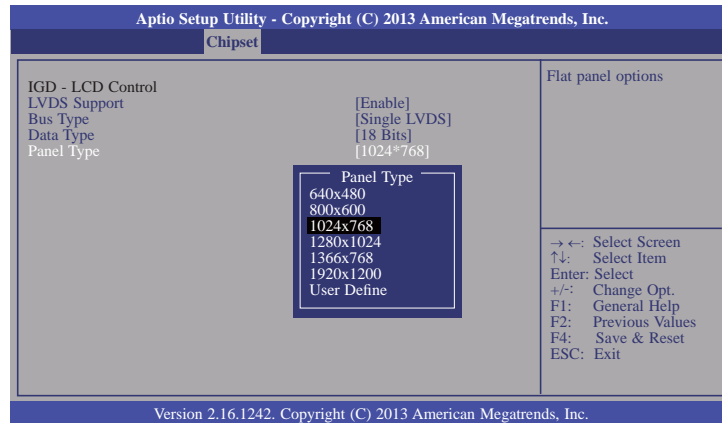 Aptio Setup Utility - Copyright (C) 2013 American Megatrends, Inc.
Chipset
IGD - LCD Control
LVDS Support [Enable]
Bus Type [Single LVDS]
Data Type [18 Bits]
Panel Type [1024*768]
Panel Type
640x480
800x600
1024x768
1280x1024
1366x768
1920x1200
User Define
Flat panel options
→ ←: Select Screen
↑↓: Select Item
Enter: Select
+/-: Change Opt.
F1: General Help
F2: Previous Values
F4: Save & Reset
ESC: Exit
Version 2.16.1242. Copyright (C) 2013 American Megatrends, Inc.